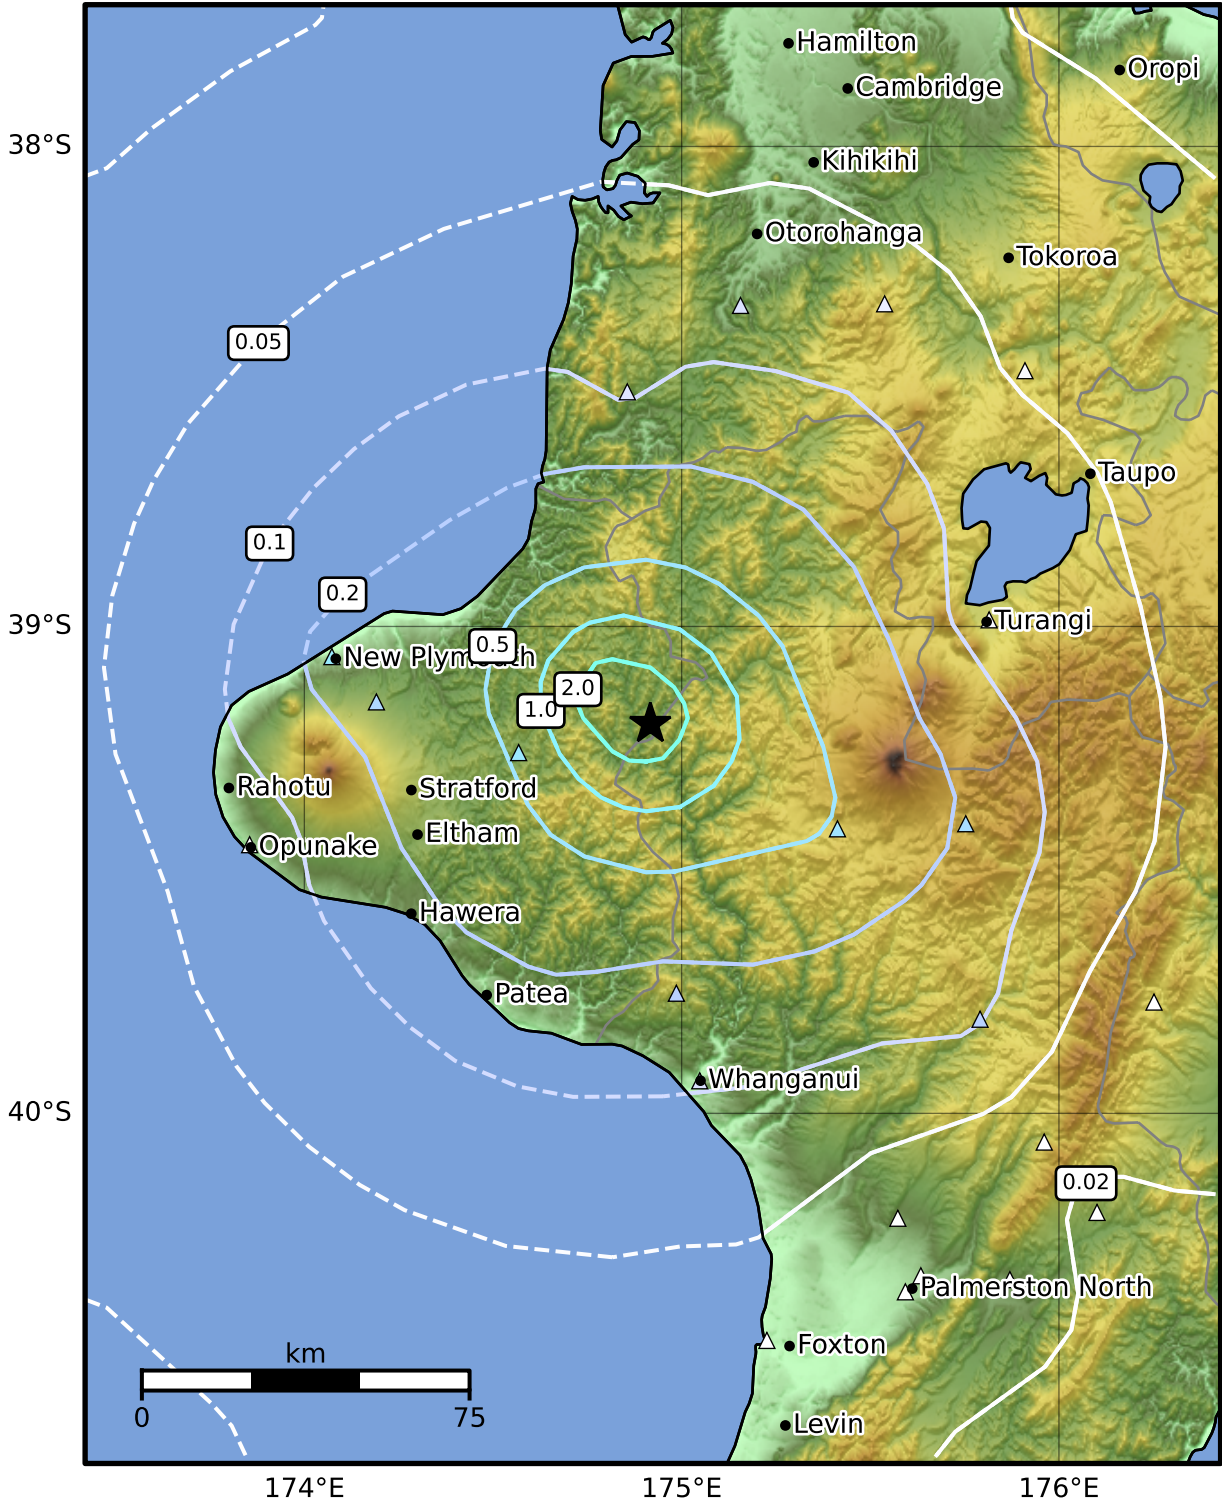 Hamilton
Oropi
Cambridge
38°S
Kihikihi
Otorohanga
Tokoroa
0.05
Taupo
0.1
0.2
39°S
Turangi
0.5
New Plymouth
2.0
1.0
Rahotu
Stratford
Eltham
Opunake
Hawera
Patea
Whanganui
40°S
0.02
Palmerston North
km
Foxton
0
75
Levin
174°E
175°E
176°E